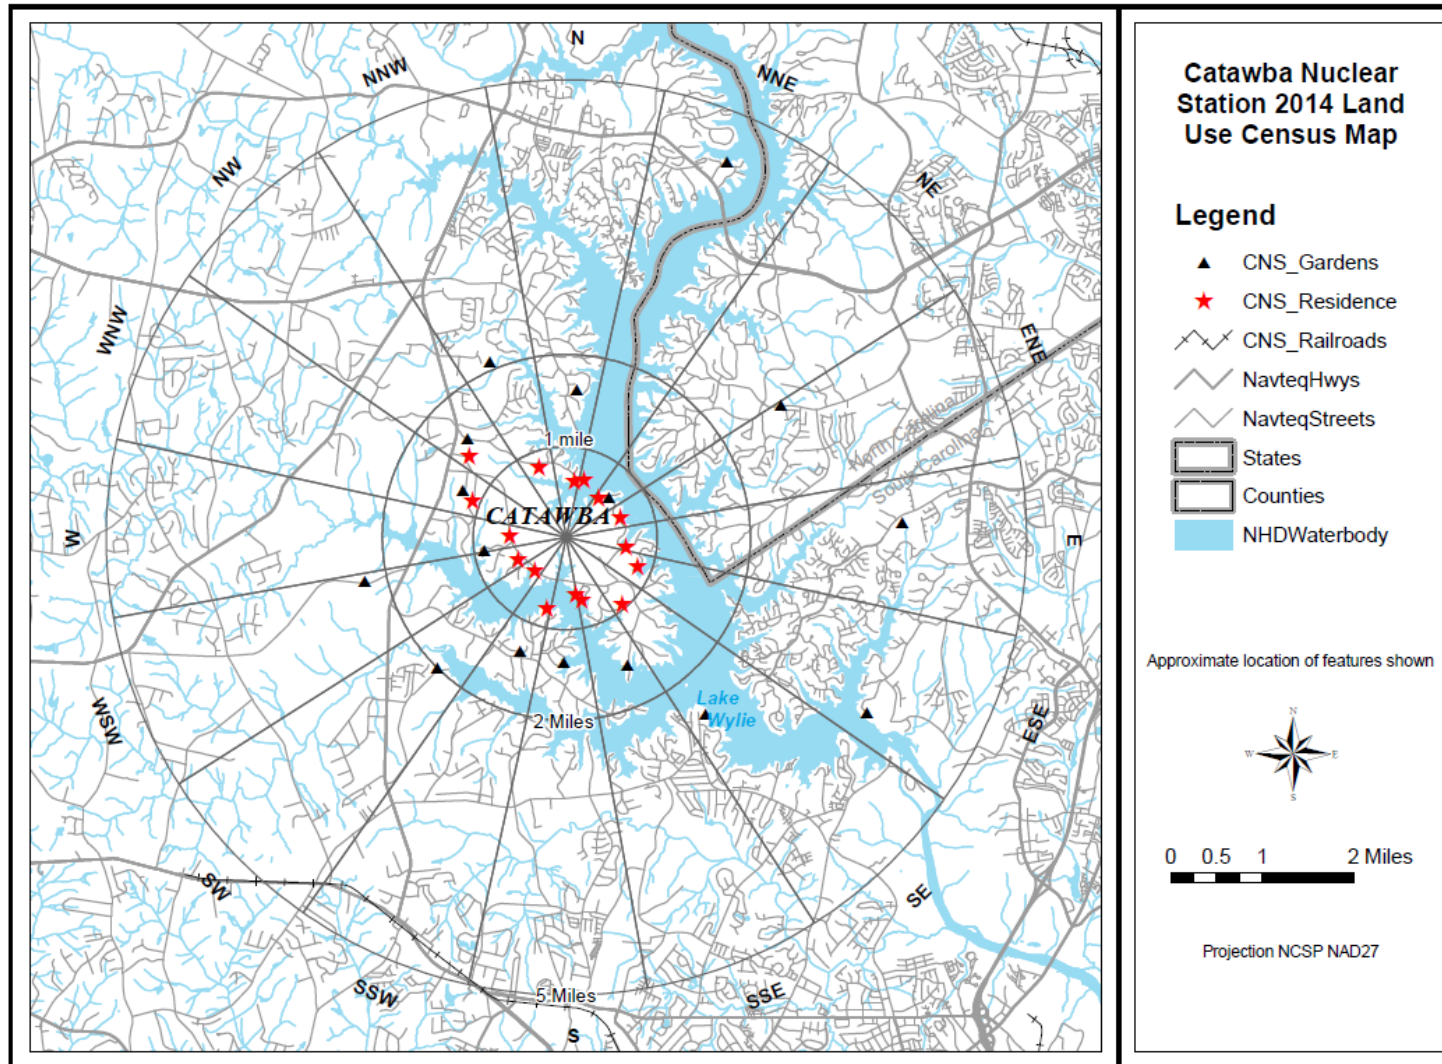 N
NNW
NNE
NW
NE
WNW
ENE
1 mile
North Carolina
South Carolina
CATAWBA
W
E
Lake
Wylie
2 Miles
WSW
ESE
SW
SE
SSW
5 Miles
SSE
S
Catawba Nuclear
Station 2014 Land
Use Census Map
Legend
CNS_Gardens
CNS_Residence
CNS_Railroads
NavteqHwys
NavteqStreets
States
Counties
NHDWaterbody
Approximate location of features shown
N
W E
S
0 0.5 1 2 Miles
Projection NCSP NAD27